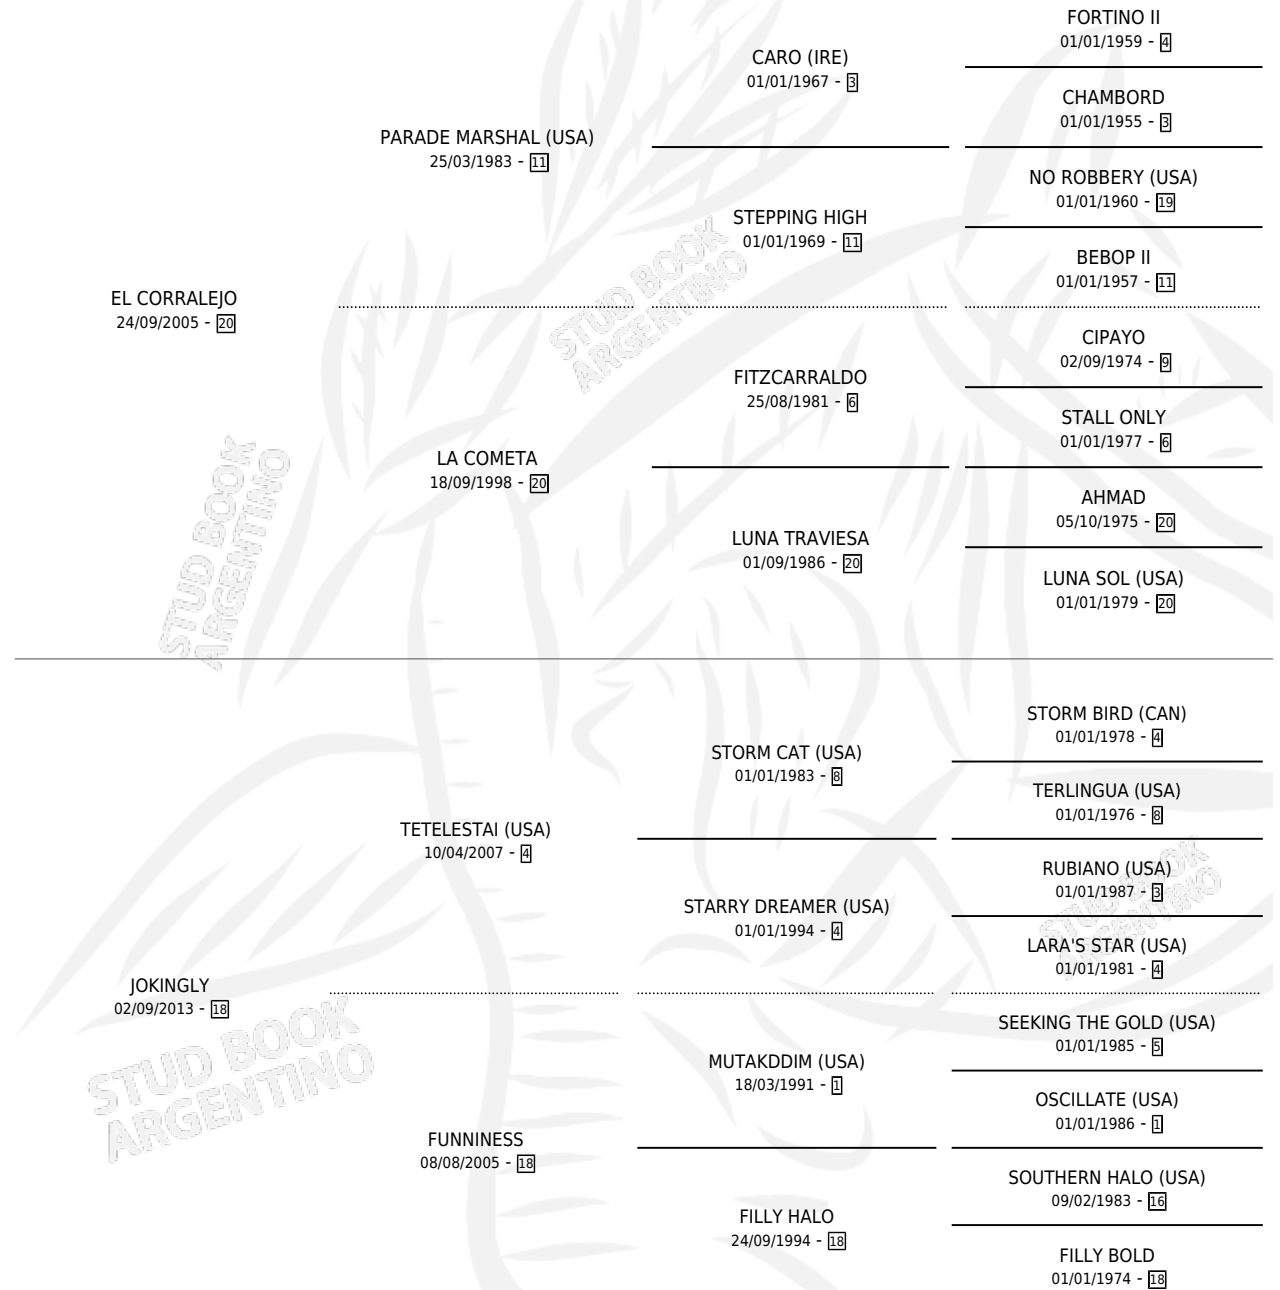 FORTINO II
01/01/1959 - 4
CARO (IRE)
01/01/1967 - 3
CHAMBORD
01/01/1955 - 3
PARADE MARSHAL (USA)
25/03/1983 - 11
NO ROBBERY (USA)
01/01/1960 - 19
STEPPING HIGH
01/01/1969 - 11
BEBOP II
01/01/1957 - 11
EL CORRALEJO
24/09/2005 - 20
STUD BOOK
ARGENTINO
CIPAYO
02/09/1974 - 9
FITZCARRALDO
25/08/1981 - 6
STALL ONLY
01/01/1977 - 6
LA COMETA
18/09/1998 - 20
AHMAD
05/10/1975 - 20
LUNA TRAVIESA
01/09/1986 - 20
LUNA SOL (USA)
01/01/1979 - 20
STUD BOOK
ARGENTINO
STORM BIRD (CAN)
01/01/1978 - 4
STORM CAT (USA)
01/01/1983 - 8
TERLINGUA (USA)
01/01/1976 - 8
TETELESTAI (USA)
10/04/2007 - 4
RUBIANO (USA)
01/01/1987 - 3
STARRY DREAMER (USA)
01/01/1994 - 4
STUD BOOK
ARGENTINO
LARA'S STAR (USA)
01/01/1981 - 4
JOKINGLY
02/09/2013 - 18
SEEKING THE GOLD (USA)
01/01/1985 - 5
MUTAKDDIM (USA)
18/03/1991 - 1
STUD BOOK
ARGENTINO
OSCILLATE (USA)
01/01/1986 - 1
FUNNINESS
08/08/2005 - 18
SOUTHERN HALO (USA)
09/02/1983 - 16
FILLY HALO
24/09/1994 - 18
FILLY BOLD
01/01/1974 - 18